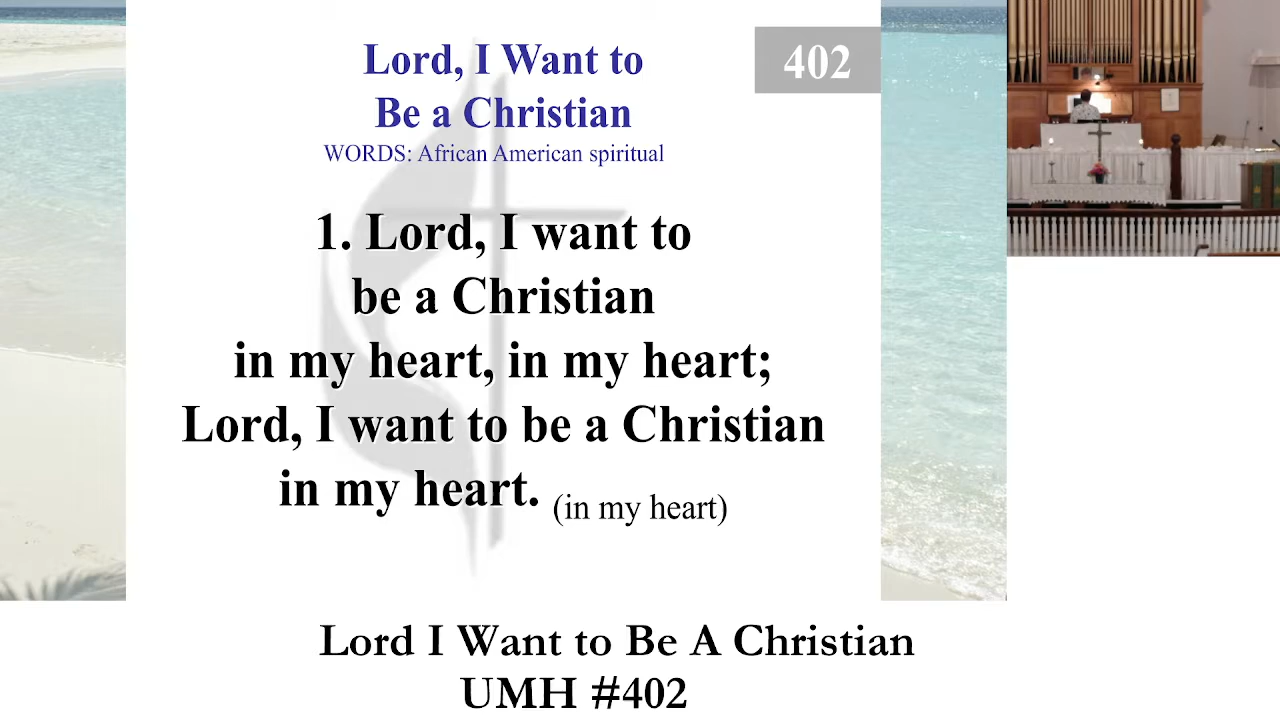 Lord, I Want to
Be a Christian
402
WORDS: African American spiritual
1. Lord, I want to
be a Christian
in my heart, in my heart;
Lord, I want to be a Christian
in my heart. (in my heart)
Lord I Want to Be A Christian
UMH #402